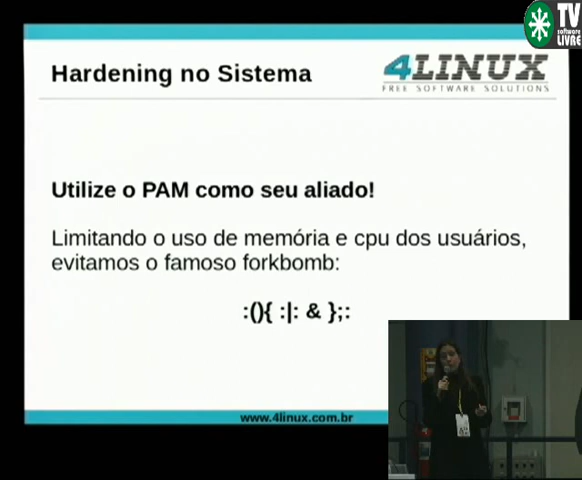 TV
software
LIVRE
Hardening no Sistema
4LINUX
FREE SOFTWARE SOLUTIONS
Utilize o PAM como seu aliado!
Limitando o uso de memória e cpu dos usuários,
evitamos o famoso forkbomb:
:(){ :|: & };:
www.4linux.com.br